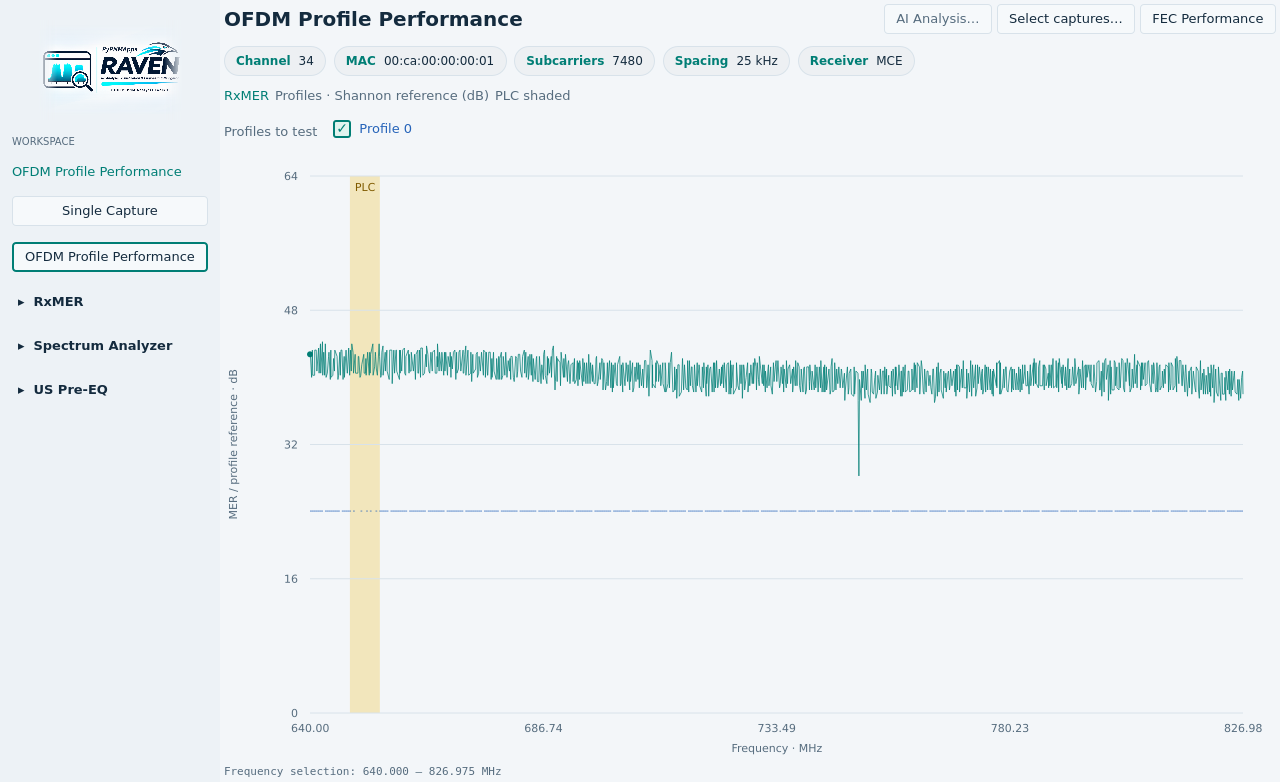 PyPNMApps
RAVEN
OFDM Profile Performance
AI Analysis…
Select captures…
FEC Performance
Channel 34
MAC 00:ca:00:00:00:01
Subcarriers 7480
Spacing 25 kHz
Receiver MCE
RxMER Profiles · Shannon reference (dB) PLC shaded
Profiles to test
✓ Profile 0
WORKSPACE
OFDM Profile Performance
Single Capture
OFDM Profile Performance
▸ RxMER
▸ Spectrum Analyzer
▸ US Pre-EQ
64
48
32
16
0
PLC
MER / profile reference · dB
640.00
686.74
733.49
780.23
826.98
Frequency · MHz
Frequency selection: 640.000 – 826.975 MHz